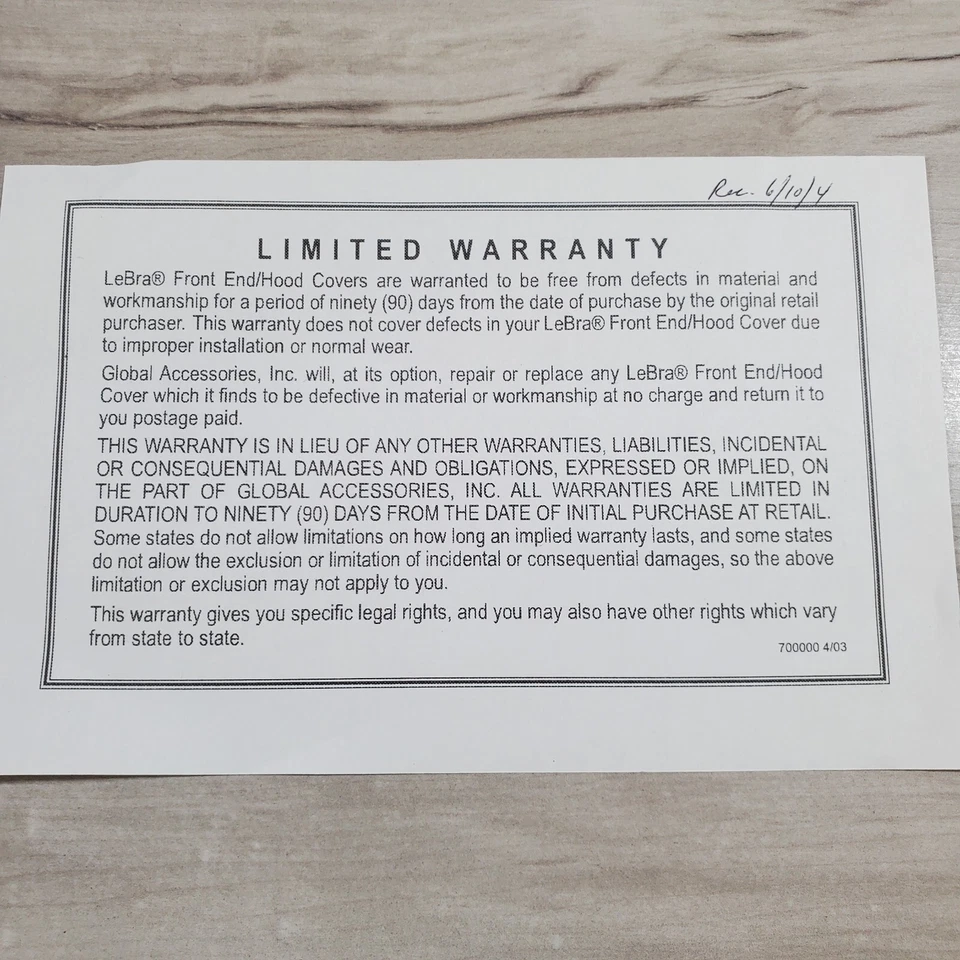 Rec. 6/10/4
LIMITED WARRANTY
LeBra® Front End/Hood Covers are warranted to be free from defects in material and
workmanship for a period of ninety (90) days from the date of purchase by the original retail
purchaser. This warranty does not cover defects in your LeBra® Front End/Hood Cover due
to improper installation or normal wear.
Global Accessories, Inc. will, at its option, repair or replace any LeBra® Front End/Hood
Cover which it finds to be defective in material or workmanship at no charge and return it to
you postage paid.
THIS WARRANTY IS IN LIEU OF ANY OTHER WARRANTIES, LIABILITIES, INCIDENTAL
OR CONSEQUENTIAL DAMAGES AND OBLIGATIONS, EXPRESSED OR IMPLIED, ON
THE PART OF GLOBAL ACCESSORIES, INC. ALL WARRANTIES ARE LIMITED IN
DURATION TO NINETY (90) DAYS FROM THE DATE OF INITIAL PURCHASE AT RETAIL.
Some states do not allow limitations on how long an implied warranty lasts, and some states
do not allow the exclusion or limitation of incidental or consequential damages, so the above
limitation or exclusion may not apply to you.
This warranty gives you specific legal rights, and you may also have other rights which vary
from state to state.
700000 4/03